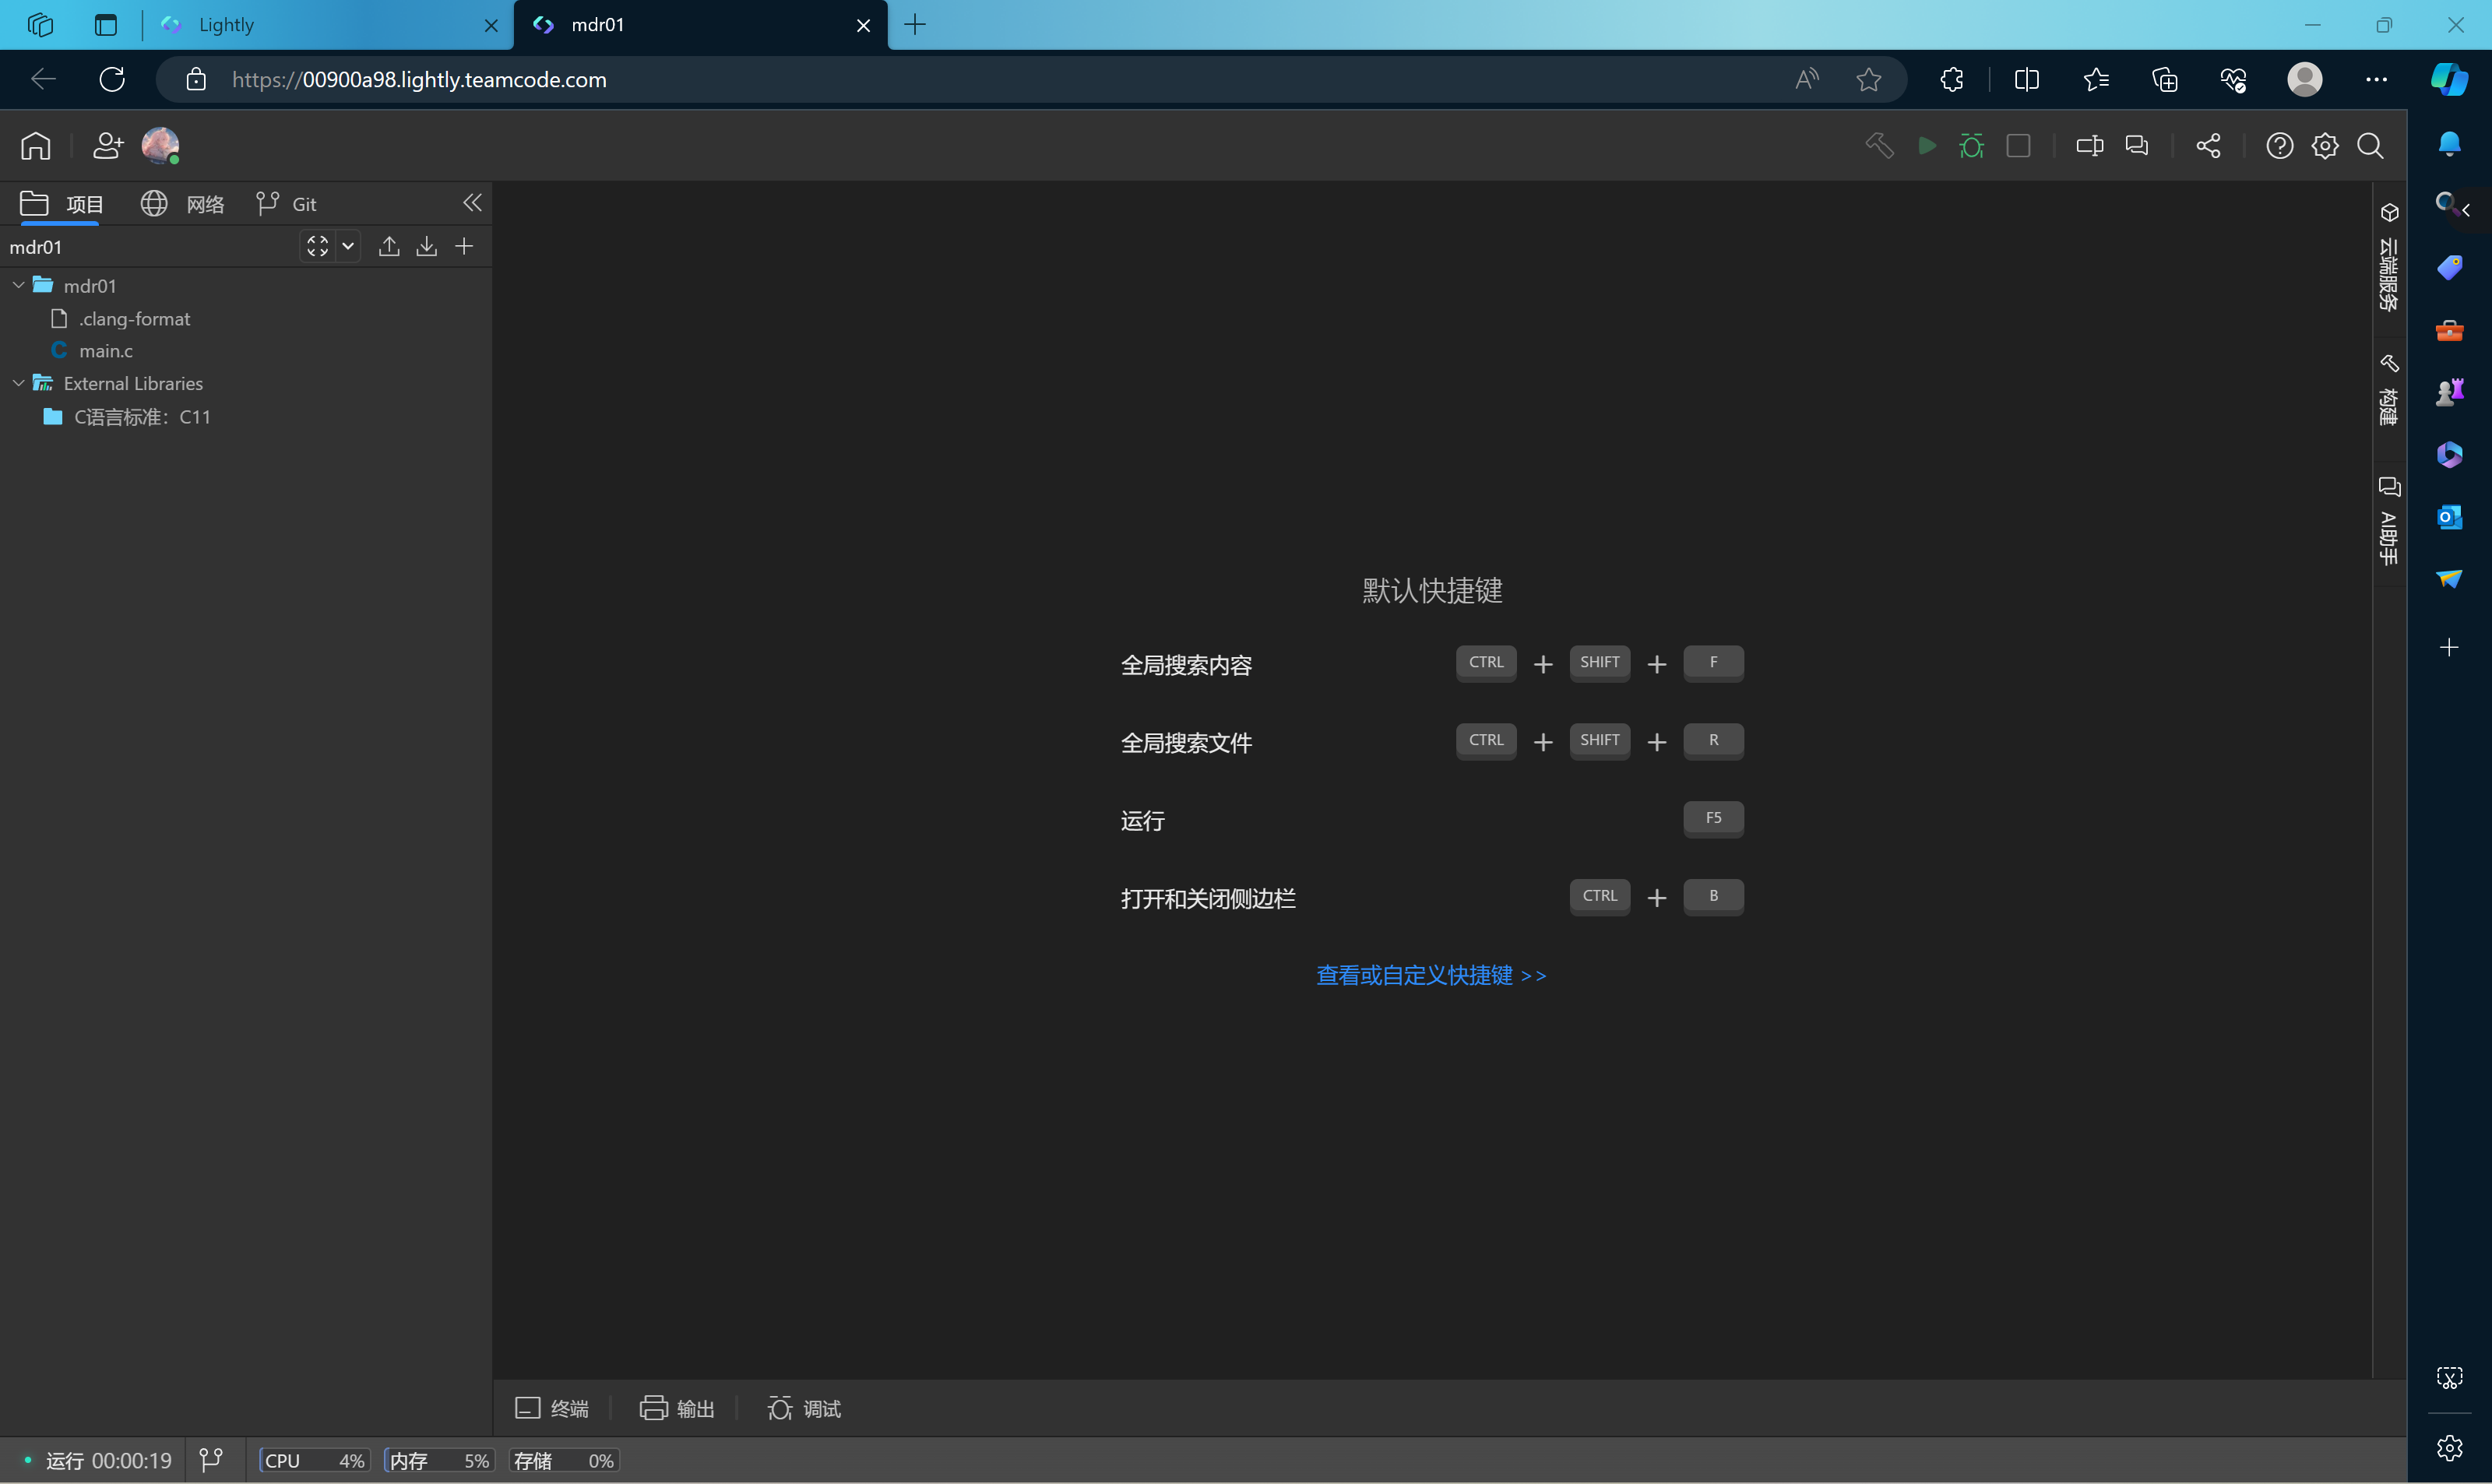 Lightly
mdr01
https://00900a98.lightly.teamcode.com
项目
网络
Git
mdr01
mdr01
.clang-format
C main.c
External Libraries
C语言标准：C11
默认快捷键
全局搜索内容 CTRL + SHIFT + F
全局搜索文件 CTRL + SHIFT + R
运行 F5
打开和关闭侧边栏 CTRL + B
查看或自定义快捷键 >>
云端服务
构建
AI助手
终端
输出
调试
运行 00:00:19
CPU 4%
内存 5%
存储 0%